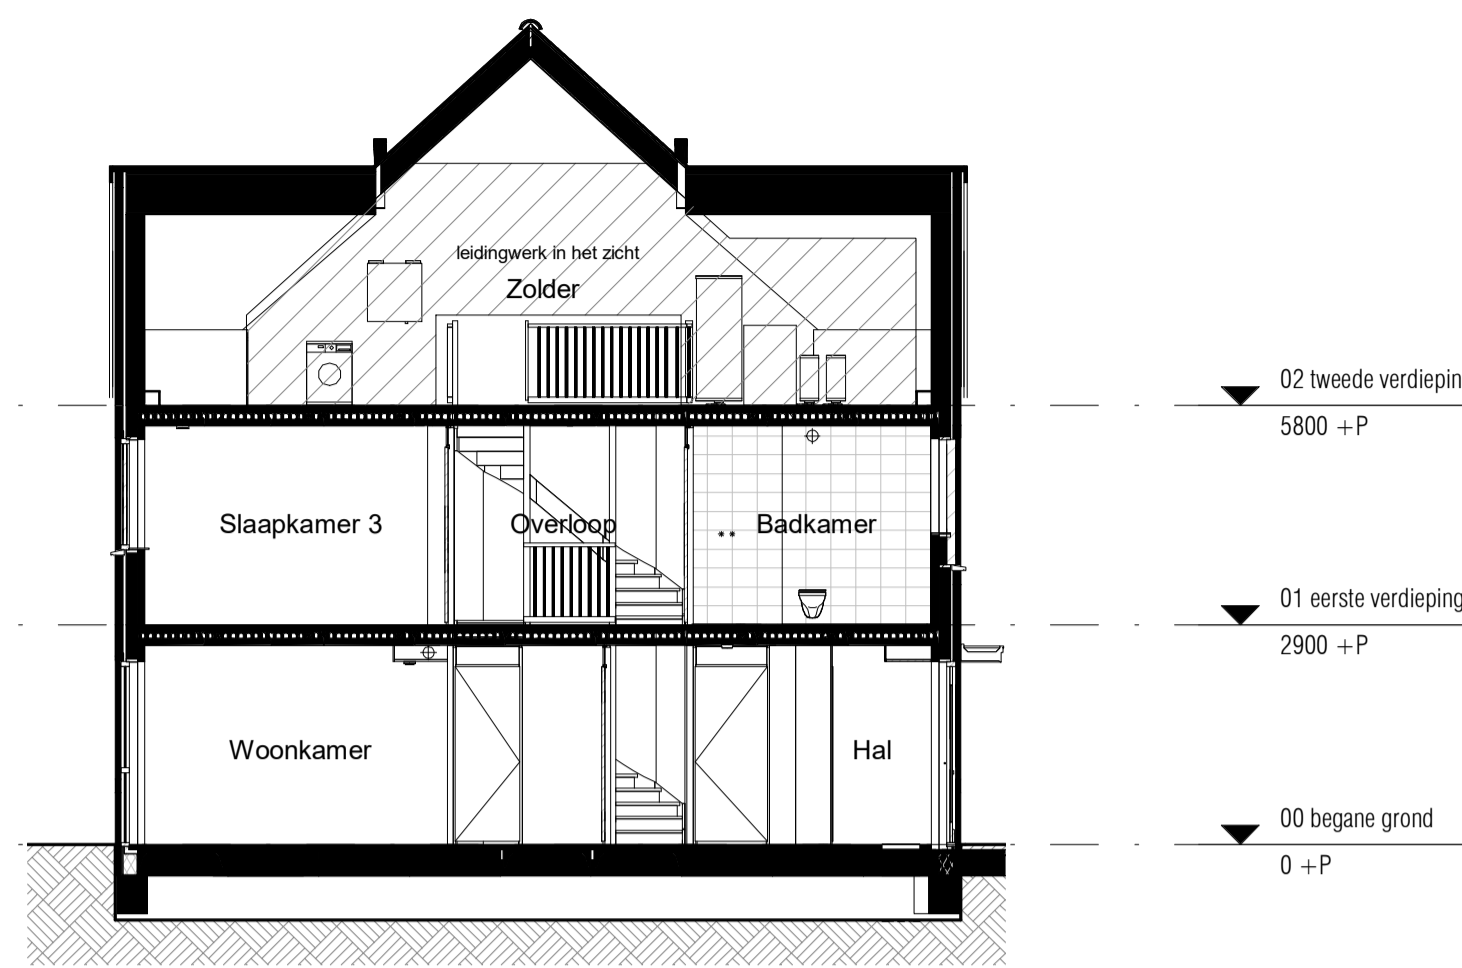 leidingwerk in het zicht
Zolder
02 tweede verdiepin
5800 +P
Slaapkamer 3
Overloop
Badkamer
01 eerste verdieping
2900 +P
Woonkamer
Hal
00 begane grond
0 +P